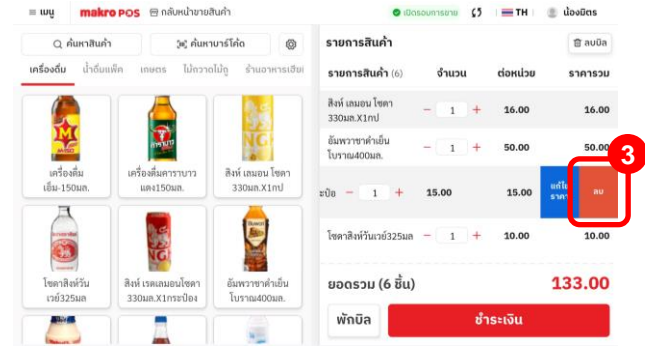 เมนู
makro POS
กลับหน้าขายสินค้า
เปิดรอบการขาย
TH
น้องมิตร
ค้นหาสินค้า
ค้นหาบาร์โค้ด
เครื่องดื่ม น้ำดื่มแพ็ค เกษตร ไม้กวาดไม้ถู
เครื่องดื่ม
เอ็ม-150มล.
เครื่องดื่มคาราบาว
แดง150มล.
สิงห์ เลมอน โซดา
330มล.X1กป
โซดาสิงห์วัน
เวย์325มล
สิงห์ เรดเลมอนโซดา
330มล.X1กระป๋อง
อัมพวาชาดำเย็น
โบราณ400มล.
รายการสินค้า
ลบบิล
รายการสินค้า (6) จำนวน ต่อหน่วย ราคารวม
สิงห์ เลมอน โซดา
330มล.X1กป
− 1 + 16.00 16.00
อัมพวาชาดำเย็น
โบราณ400มล.
− 1 + 50.00 50.00
− 1 + 15.00 15.00
ราคา
ลบ
3
โซดาสิงห์วันเวย์325มล − 1 + 10.00 10.00
ยอดรวม (6 ชิ้น) 133.00
พักบิล
ชำระเงิน